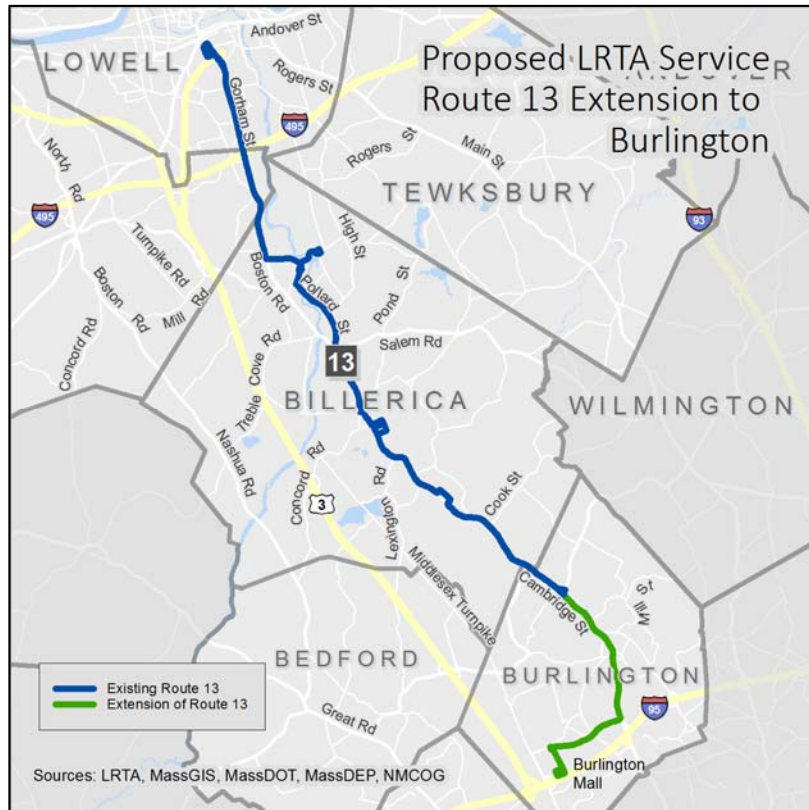 Proposed LRTA Service
Route 13 Extension to
Burlington
ANDOVER
Andover St
LOWELL
Rogers St
Gorham St
495
Rogers St
Main St
North Rd
TEWKSBURY
495
93
High St
Turnpike Rd
Boston Rd
Pollard St
Pond St
Boston Rd
Mill Rd
Concord Rd
Salem Rd
Treble Cove Rd
13
BILLERICA
WILMINGTON
Nashua Rd
Concord Rd
3
Lexington Rd
Cook St
Middlesex Turnpike
Cambridge St
Mill St
BEDFORD
BURLINGTON
Existing Route 13
Extension of Route 13
95
Great Rd
Burlington
Mall
Sources: LRTA, MassGIS, MassDOT, MassDEP, NMCOG